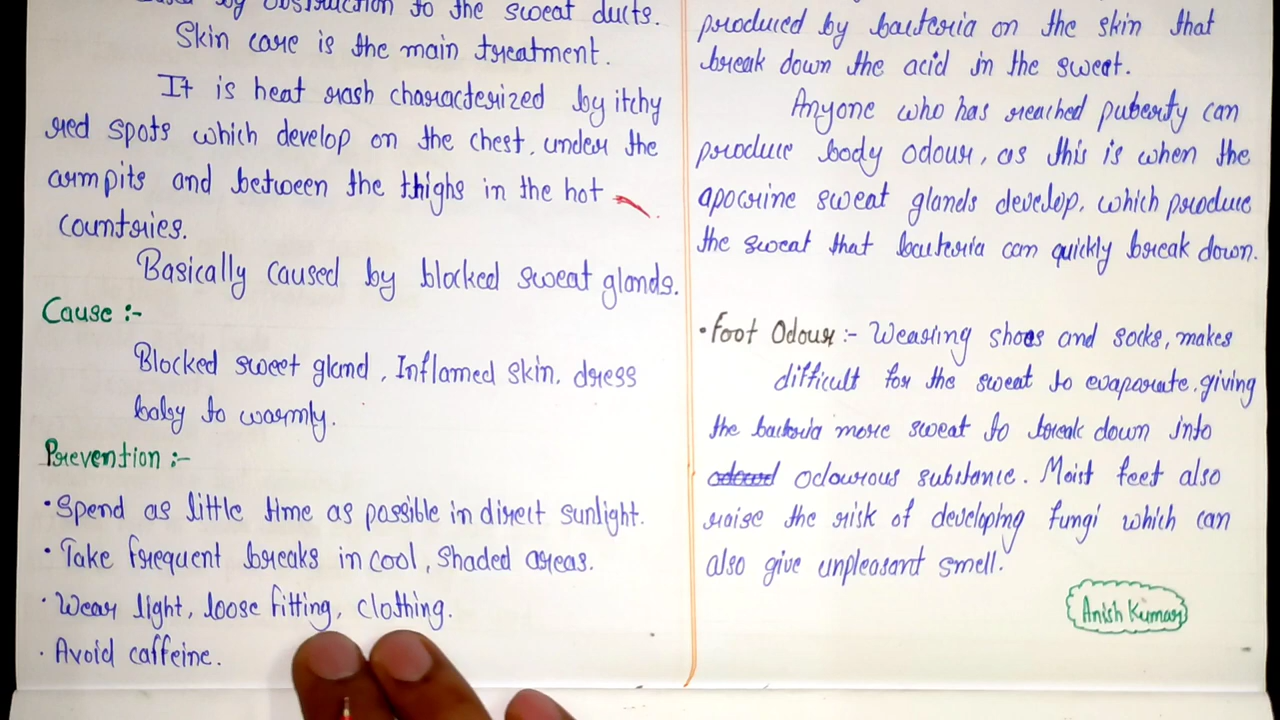 by obstruction to the sweat ducts.
Skin care is the main treatment.
It is heat rash characterized by itchy
red spots which develop on the chest, under the
armpits and between the thighs in the hot
countries.
Basically caused by blocked sweat glands.
Cause :-
Blocked sweet gland, Inflamed skin, dress
baby to warmly.
Prevention :-
• Spend as little time as possible in direct sunlight.
• Take frequent breaks in cool, shaded areas.
• Wear light, loose fitting, clothing.
• Avoid caffeine.
produced by bacteria on the skin that
break down the acid in the sweat.
Anyone who has reached puberty can
produce body odour, as this is when the
apocrine sweat glands develop, which produce
the sweat that bacteria can quickly break down.
• Foot Odour :- Wearing shoes and socks, makes
difficult for the sweat to evaporate, giving
the bacteria more sweat to break down into
odourous substance. Moist feet also
raise the risk of developing fungi which can
also give unpleasant smell.
Anish Kumar